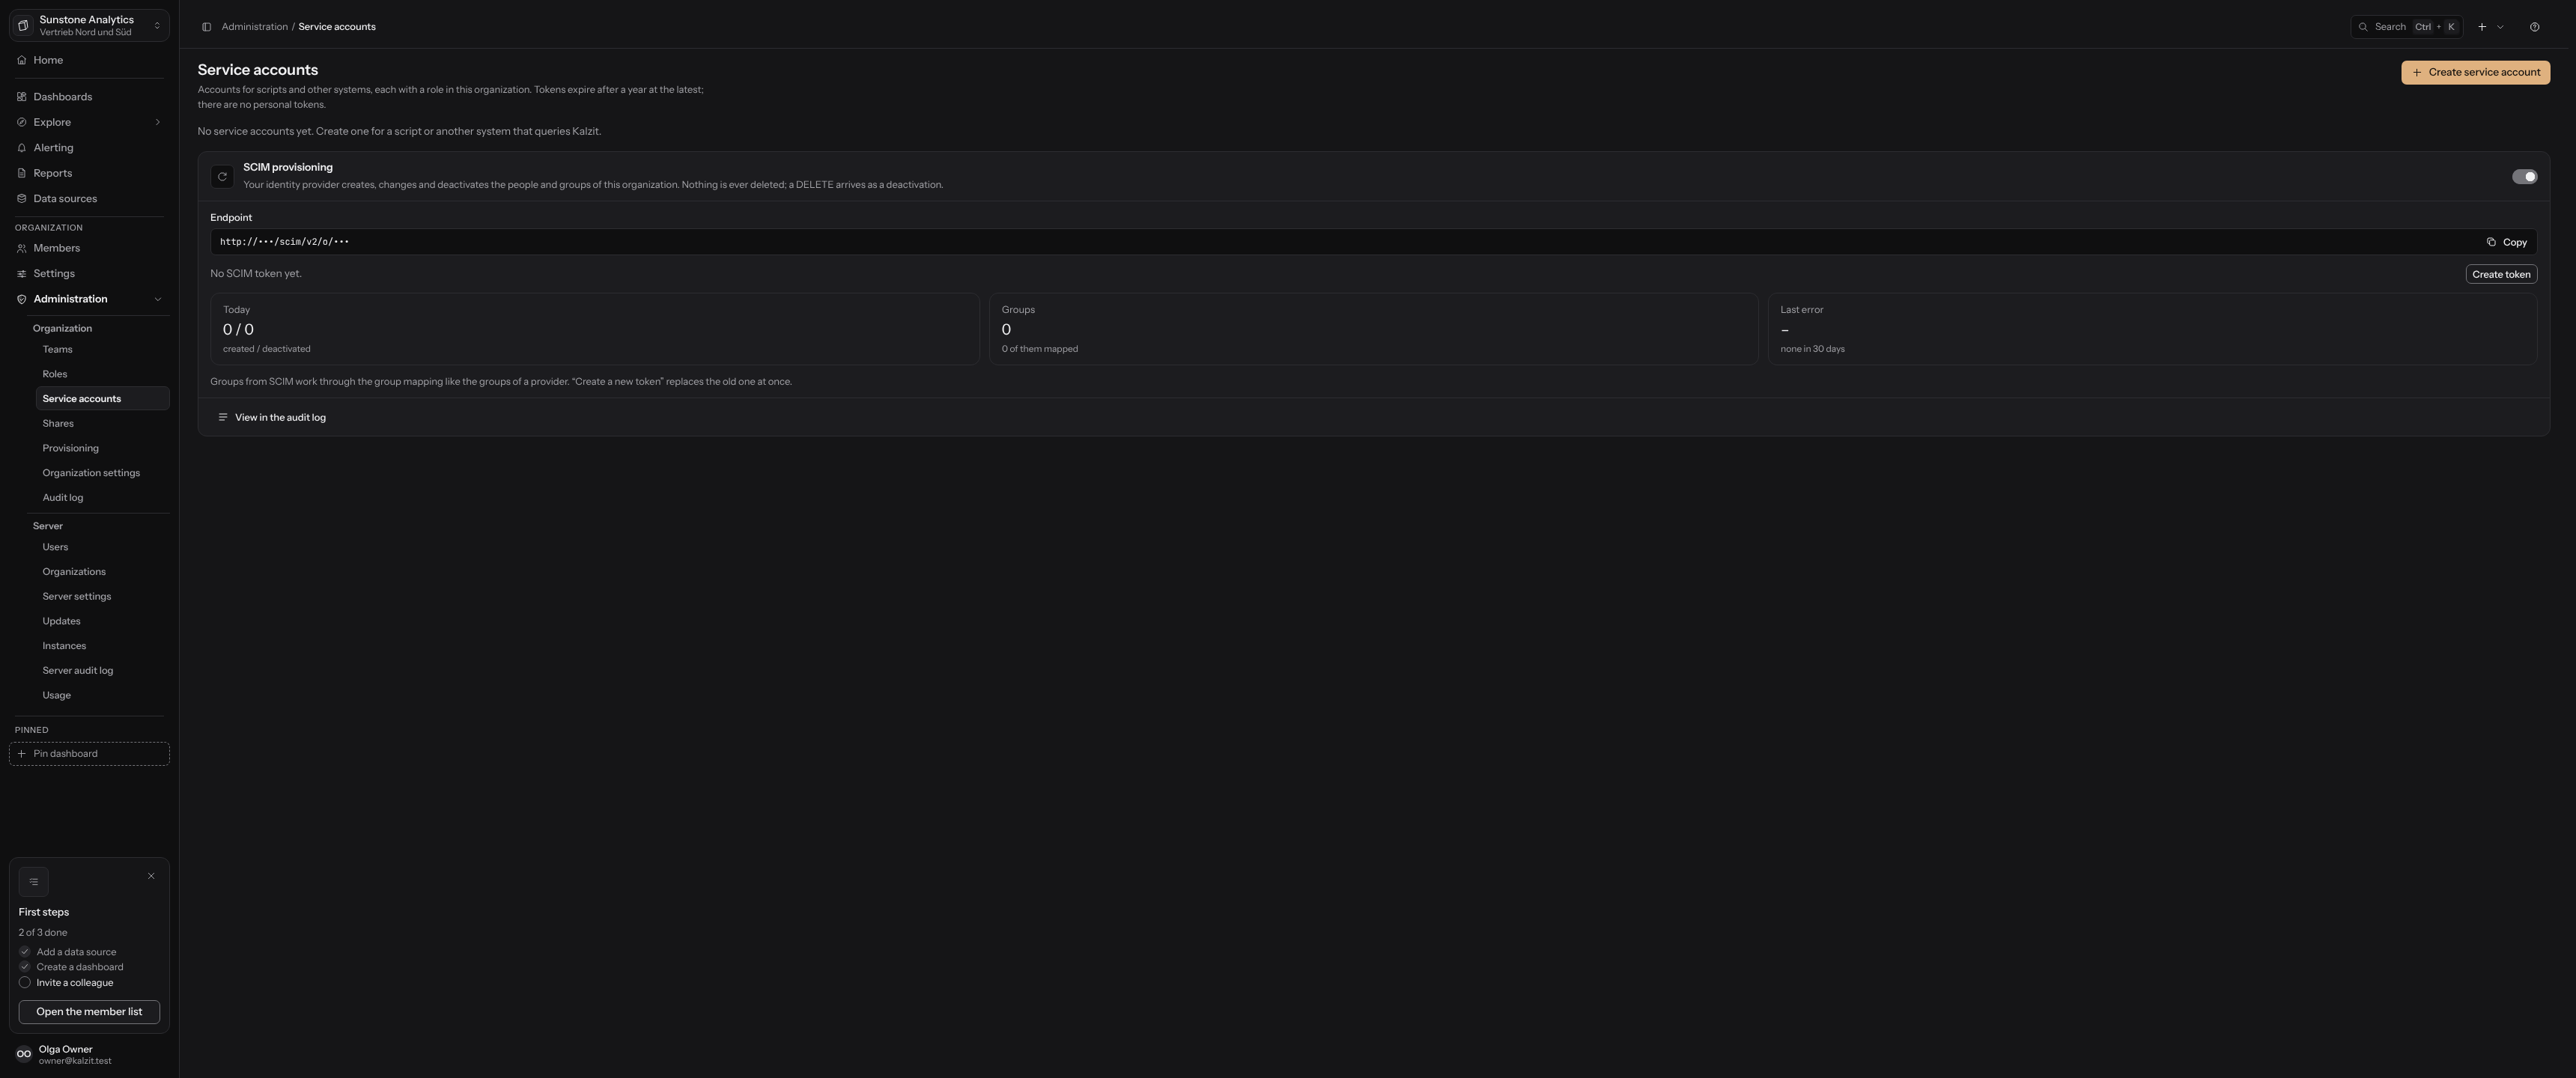 Sunstone Analytics
Vertrieb Nord und Süd
Home
Dashboards
Explore
Alerting
Reports
Data sources
ORGANIZATION
Members
Settings
Administration
Organization
Teams
Roles
Service accounts
Shares
Provisioning
Organization settings
Audit log
Server
Users
Organizations
Server settings
Updates
Instances
Server audit log
Usage
PINNED
Pin dashboard
First steps
2 of 3 done
Add a data source
Create a dashboard
Invite a colleague
Open the member list
OO
Olga Owner
owner@kalzit.test
Administration / Service accounts
Search Ctrl + K
Service accounts
Accounts for scripts and other systems, each with a role in this organization. Tokens expire after a year at the latest;
there are no personal tokens.
Create service account
No service accounts yet. Create one for a script or another system that queries Kalzit.
SCIM provisioning
Your identity provider creates, changes and deactivates the people and groups of this organization. Nothing is ever deleted; a DELETE arrives as a deactivation.
Endpoint
http://···/scim/v2/o/···
Copy
No SCIM token yet.
Create token
Today
0 / 0
created / deactivated
Groups
0
0 of them mapped
Last error
–
none in 30 days
Groups from SCIM work through the group mapping like the groups of a provider. “Create a new token” replaces the old one at once.
View in the audit log